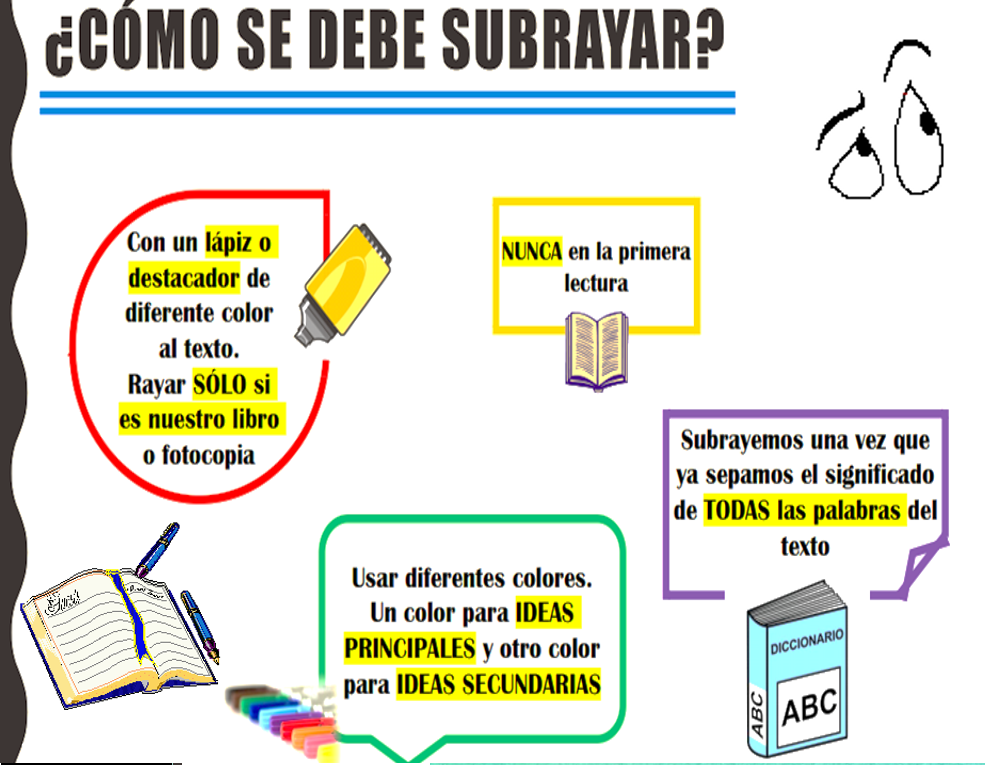 ¿CÓMO SE DEBE SUBRAYAR?
Con un lápiz o
destacador de
diferente color
al texto.
Rayar SÓLO si
es nuestro libro
o fotocopia
NUNCA en la primera
lectura
Subrayemos una vez que
ya sepamos el significado
de TODAS las palabras del
texto
Usar diferentes colores.
Un color para IDEAS
PRINCIPALES y otro color
para IDEAS SECUNDARIAS
DICCIONARIO
ABC
ABC